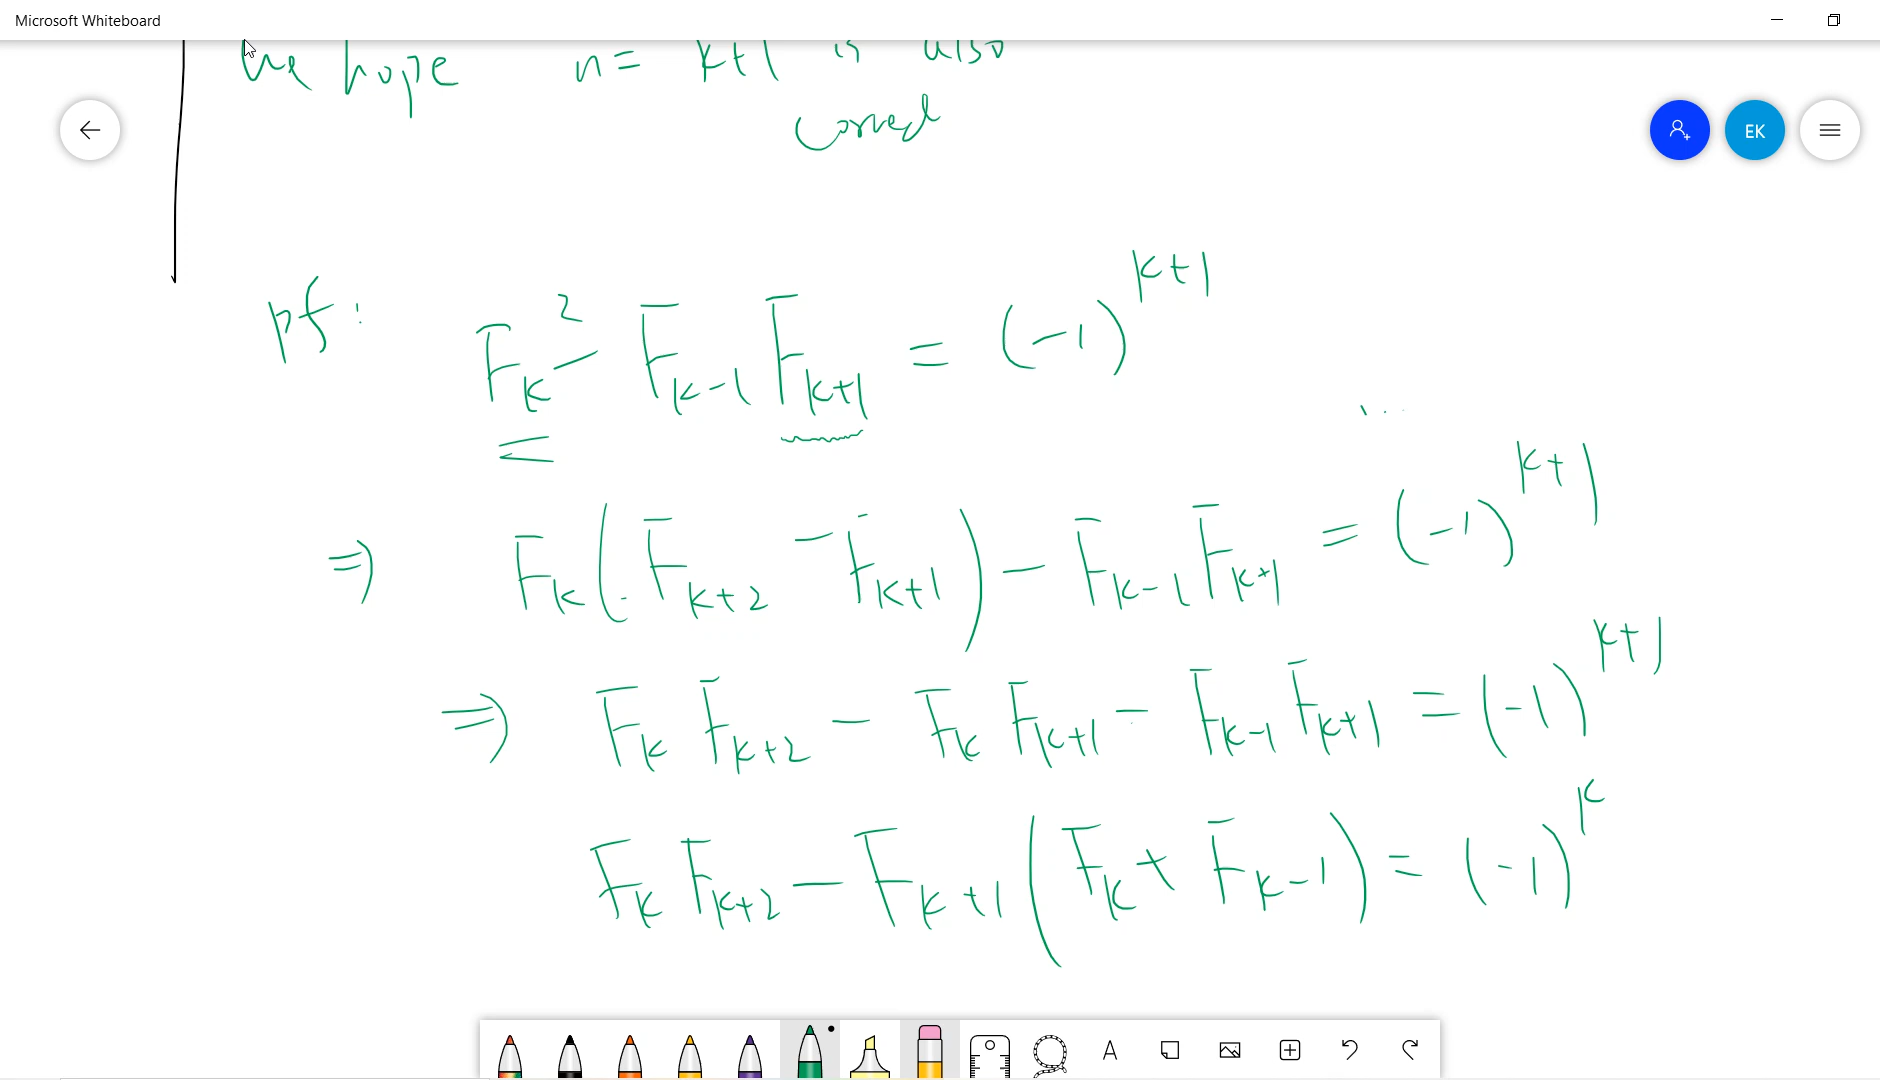 Microsoft Whiteboard
we hope n = k+1 is also
correct
EK
pf: F_k^2 - F_{k-1} F_{k+1} = (-1)^{k+1}
⇒ F_k (F_{k+2} - F_{k+1}) - F_{k-1} F_{k+1} = (-1)^{k+1}
⇒ F_k F_{k+2} - F_k F_{k+1} - F_{k-1} F_{k+1} = (-1)^{k+1}
F_k F_{k+2} - F_{k+1} (F_k + F_{k-1}) = (-1)^k
A